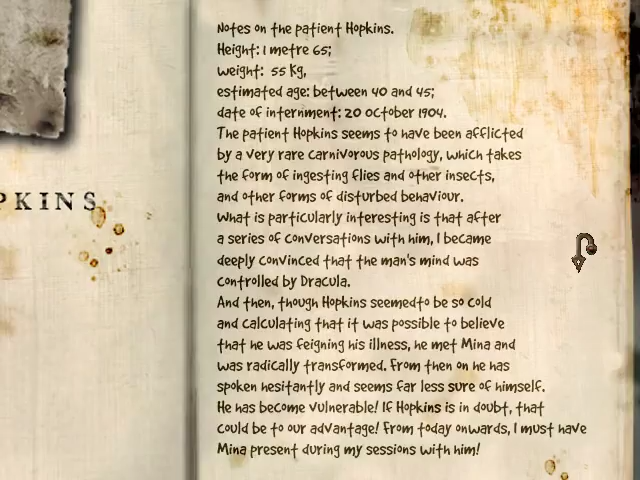 PKINS
Notes on the patient Hopkins.
Height: 1 metre 65;
weight: 55 Kg,
estimated age: between 40 and 45;
date of internment: 20 October 1904.
The patient Hopkins seems to have been afflicted
by a very rare carnivorous pathology, which takes
the form of ingesting flies and other insects,
and other forms of disturbed behaviour.
What is particularly interesting is that after
a series of conversations with him, I became
deeply convinced that the man's mind was
controlled by Dracula.
And then, though Hopkins seemedto be so cold
and calculating that it was possible to believe
that he was feigning his illness, he met Mina and
was radically transformed. From then on he has
spoken hesitantly and seems far less sure of himself.
He has become vulnerable! If Hopkins is in doubt, that
could be to our advantage! From today onwards, I must have
Mina present during my sessions with him!